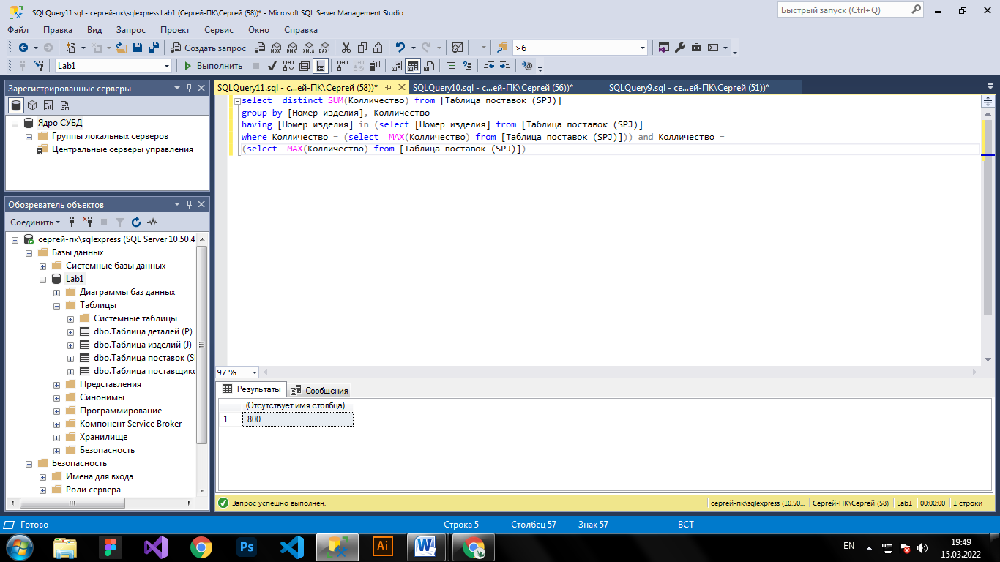 SQLQuery11.sql - сергей-пк\sqlexpress.Lab1 (Сергей-ПК\Сергей (58))* - Microsoft SQL Server Management Studio
Быстрый запуск (Ctrl+Q)
Файл Правка Вид Запрос Проект Сервис Окно Справка
Создать запрос MDX DMX XMLA DAX >6
Lab1 Выполнить
Зарегистрированные серверы
Ядро СУБД
Группы локальных серверов
Центральные серверы управления
Обозреватель объектов
Соединить
сергей-пк\sqlexpress (SQL Server 10.50.4
Базы данных
Системные базы данных
Lab1
Диаграммы баз данных
Таблицы
Системные таблицы
dbo.Таблица деталей (P)
dbo.Таблица изделий (J)
dbo.Таблица поставок (SI
dbo.Таблица поставщикс
Представления
Синонимы
Программирование
Компонент Service Broker
Хранилище
Безопасность
Безопасность
Имена для входа
Роли сервера
SQLQuery11.sql - с...ей-ПК\Сергей (58))* SQLQuery10.sql - с...ей-ПК\Сергей (56))* SQLQuery9.sql - се...ей-ПК\Сергей (51))*
select  distinct SUM(Колличество) from [Таблица поставок (SPJ)]
group by [Номер изделия], Колличество
having [Номер изделия] in (select [Номер изделия] from [Таблица поставок (SPJ)]
where Колличество = (select  MAX(Колличество) from [Таблица поставок (SPJ)])) and Колличество =
(select  MAX(Колличество) from [Таблица поставок (SPJ)])
97 %
Результаты Сообщения
(Отсутствует имя столбца)
1 800
Запрос успешно выполнен. сергей-пк\sqlexpress (10.50... Сергей-ПК\Сергей (58) Lab1 00:00:00 1 строки
Готово Строка 5 Столбец 57 Знак 57 ВСТ
Ps Ai W EN 19:49
15.03.2022